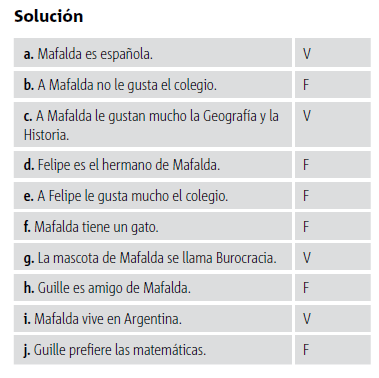 Solución
a. Mafalda es española. V
b. A Mafalda no le gusta el colegio. F
c. A Mafalda le gustan mucho la Geografía y la V
Historia.
d. Felipe es el hermano de Mafalda. F
e. A Felipe le gusta mucho el colegio. F
f. Mafalda tiene un gato. F
g. La mascota de Mafalda se llama Burocracia. V
h. Guille es amigo de Mafalda. F
i. Mafalda vive en Argentina. V
j. Guille prefiere las matemáticas. F